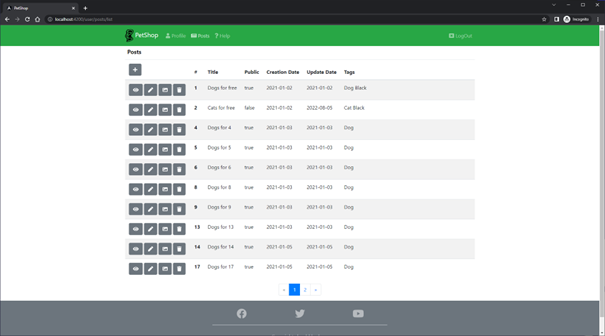 PetShop
localhost:4200/user/posts/list
Incognito
PetShop Profile Posts Help LogOut
Posts
# Title Public Creation Date Update Date Tags
1 Dogs for free true 2021-01-02 2021-01-02 Dog Black
2 Cats for free false 2021-01-02 2022-08-05 Cat Black
4 Dogs for 4 true 2021-01-03 2021-01-03 Dog
5 Dogs for 5 true 2021-01-03 2021-01-03 Dog
6 Dogs for 6 true 2021-01-03 2021-01-03 Dog
8 Dogs for 8 true 2021-01-03 2021-01-03 Dog
9 Dogs for 9 true 2021-01-03 2021-01-03 Dog
13 Dogs for 13 true 2021-01-03 2021-01-03 Dog
14 Dogs for 14 true 2021-01-05 2021-01-05 Dog
17 Dogs for 17 true 2021-01-05 2021-01-05 Dog
« 1 2 »